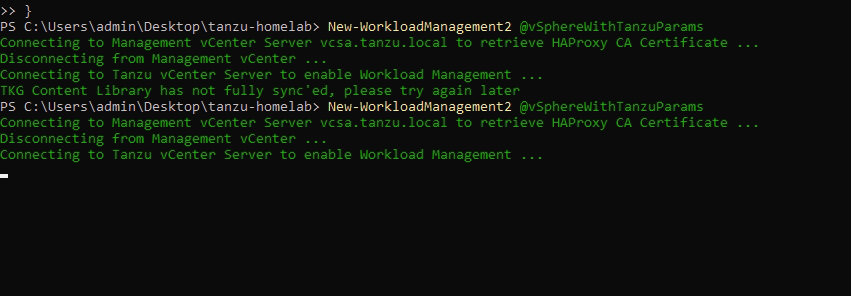 >> }
PS C:\Users\admin\Desktop\tanzu-homelab> New-WorkloadManagement2 @vSphereWithTanzuParams
Connecting to Management vCenter Server vcsa.tanzu.local to retrieve HAProxy CA Certificate ...
Disconnecting from Management vCenter ...
Connecting to Tanzu vCenter Server to enable Workload Management ...
TKG Content Library has not fully sync'ed, please try again later
PS C:\Users\admin\Desktop\tanzu-homelab> New-WorkloadManagement2 @vSphereWithTanzuParams
Connecting to Management vCenter Server vcsa.tanzu.local to retrieve HAProxy CA Certificate ...
Disconnecting from Management vCenter ...
Connecting to Tanzu vCenter Server to enable Workload Management ...